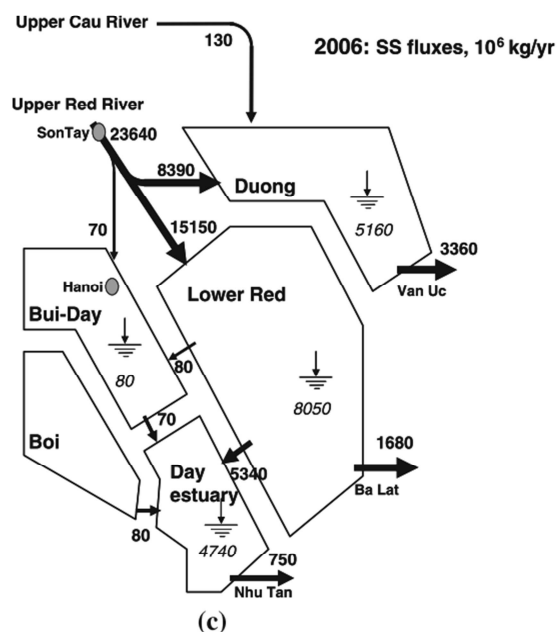 Upper Cau River
130
2006: SS fluxes, 10⁶ kg/yr
Upper Red River
SonTay
23640
8390
Duong
5160
15150
3360
Van Uc
70
Hanoi
Lower Red
Bui-Day
80
80
8050
Boi
70
1680
Ba Lat
Day
estuary
5340
80
4740
750
Nhu Tan
(c)